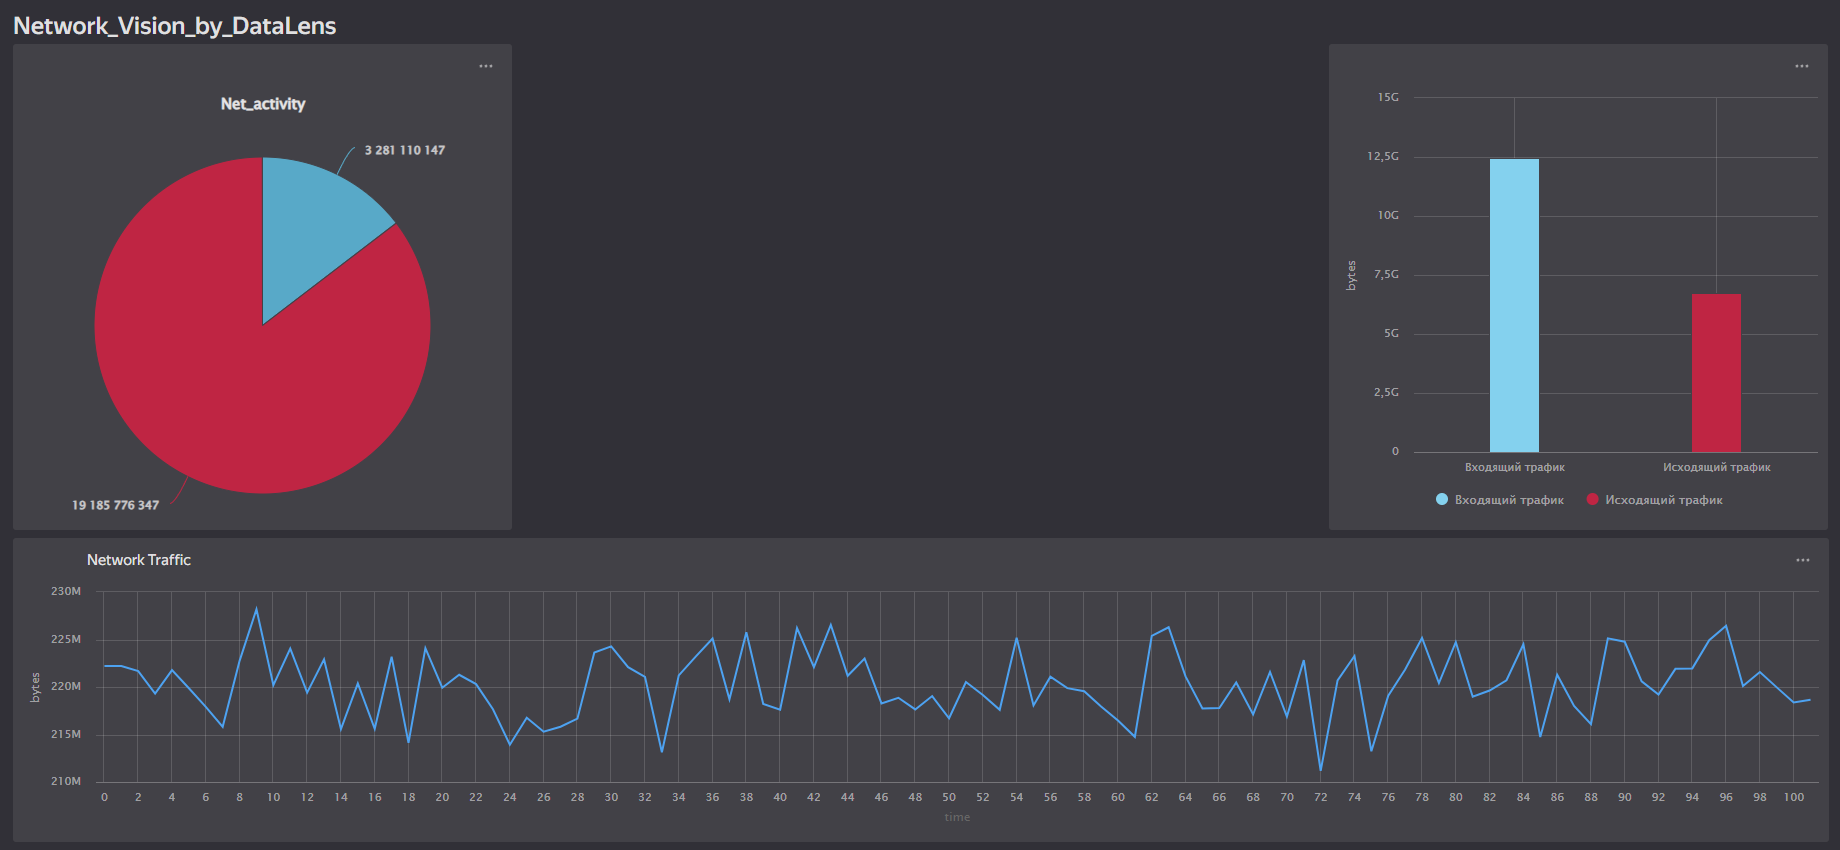 Network_Vision_by_DataLens
Net_activity
3 281 110 147
19 185 776 347
15G
12,5G
10G
7,5G
5G
2,5G
0
bytes
Входящий трафик Исходящий трафик
Входящий трафик Исходящий трафик
Network Traffic
230M
225M
220M
215M
210M
bytes
0 2 4 6 8 10 12 14 16 18 20 22 24 26 28 30 32 34 36 38 40 42 44 46 48 50 52 54 56 58 60 62 64 66 68 70 72 74 76 78 80 82 84 86 88 90 92 94 96 98 100
time